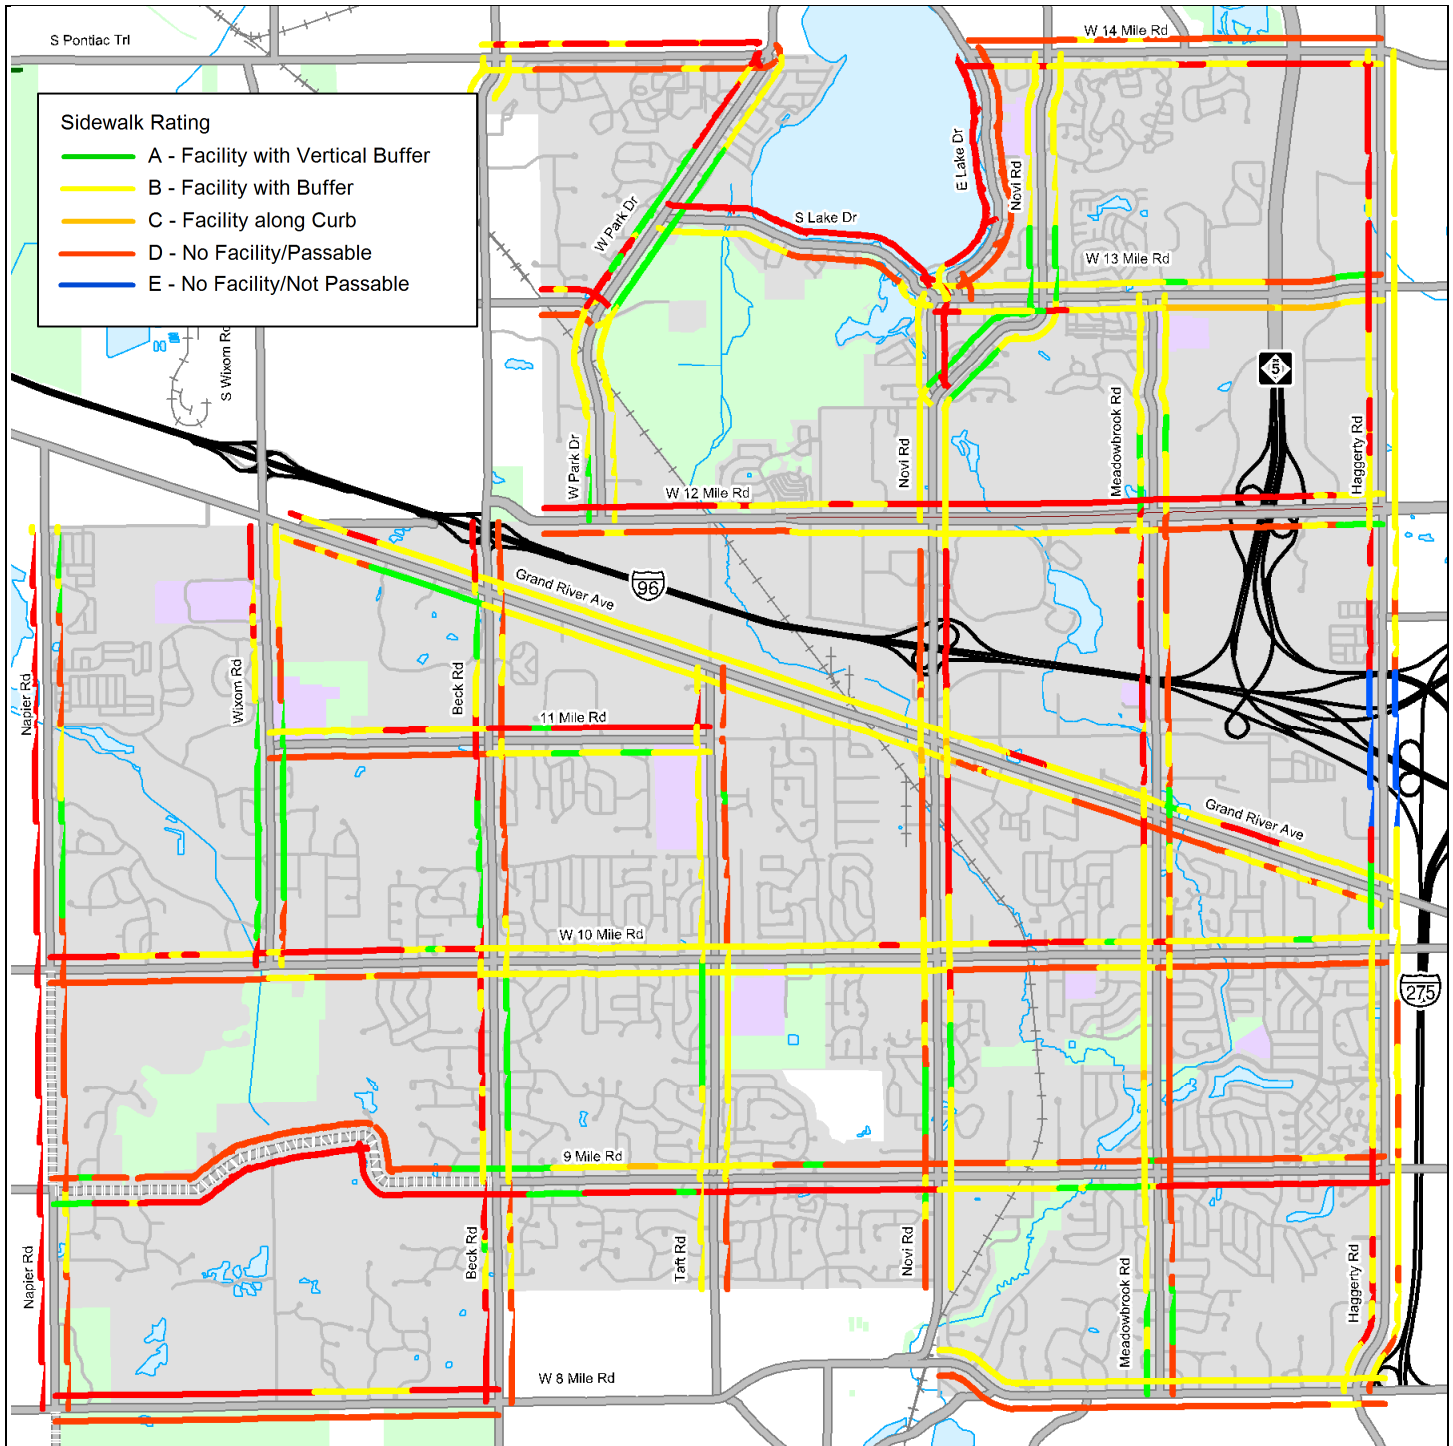 S Pontiac Trl
W 14 Mile Rd
Sidewalk Rating
A - Facility with Vertical Buffer
B - Facility with Buffer
C - Facility along Curb
D - No Facility/Passable
E - No Facility/Not Passable
E Lake Dr
Novi Rd
W Park Dr
S Lake Dr
W 13 Mile Rd
S Wixom Rd
5
Meadowbrook Rd
Haggerty Rd
W Park Dr
Novi Rd
W 12 Mile Rd
Grand River Ave
96
Napier Rd
Wixom Rd
Beck Rd
11 Mile Rd
Grand River Ave
W 10 Mile Rd
275
9 Mile Rd
Napier Rd
Beck Rd
Taft Rd
Novi Rd
Meadowbrook Rd
Haggerty Rd
W 8 Mile Rd